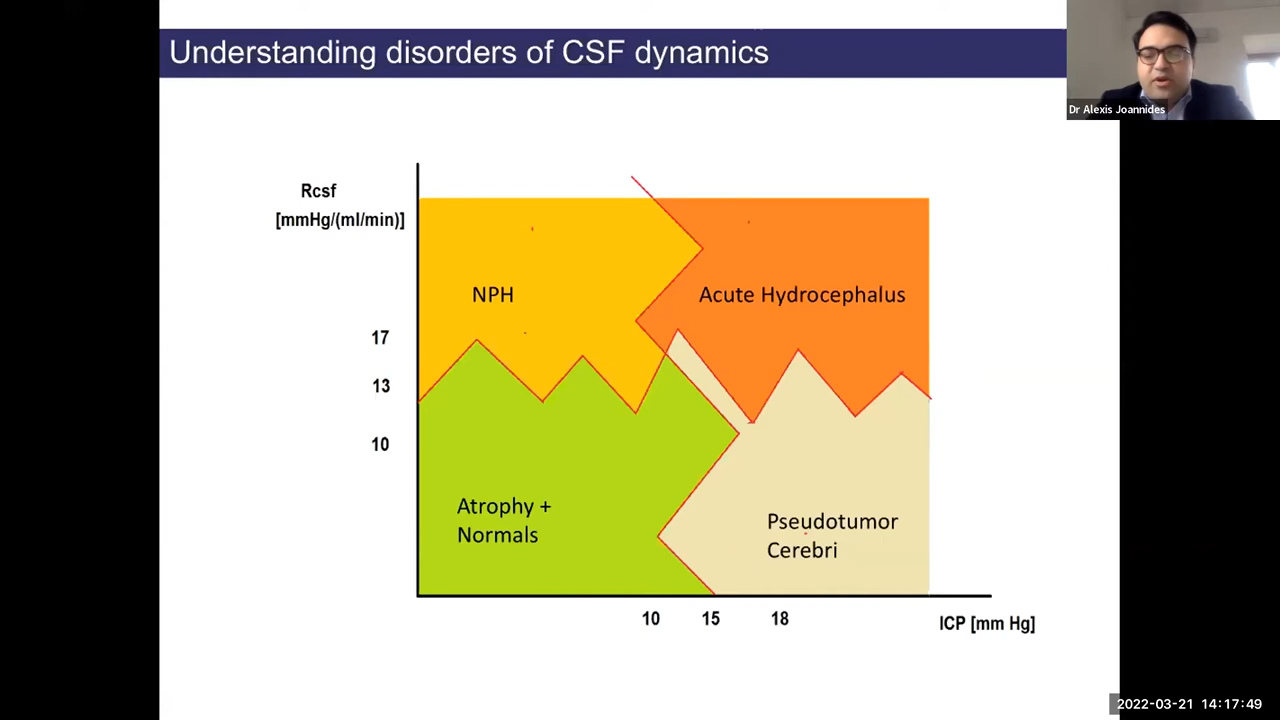 Understanding disorders of CSF dynamics
Dr Alexis Joannides
Rcsf
[mmHg/(ml/min)]
NPH
Acute Hydrocephalus
17
13
10
Atrophy +
Normals
Pseudotumor
Cerebri
10 15 18
ICP [mm Hg]
2022-03-21 14:17:49